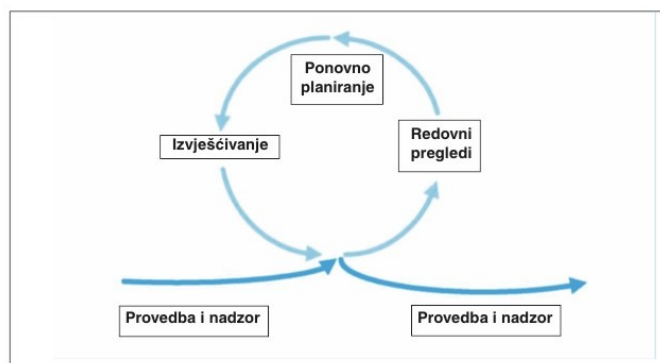 Ponovno
planiranje
Izvješćivanje
Redovni
pregledi
Provedba i nadzor
Provedba i nadzor